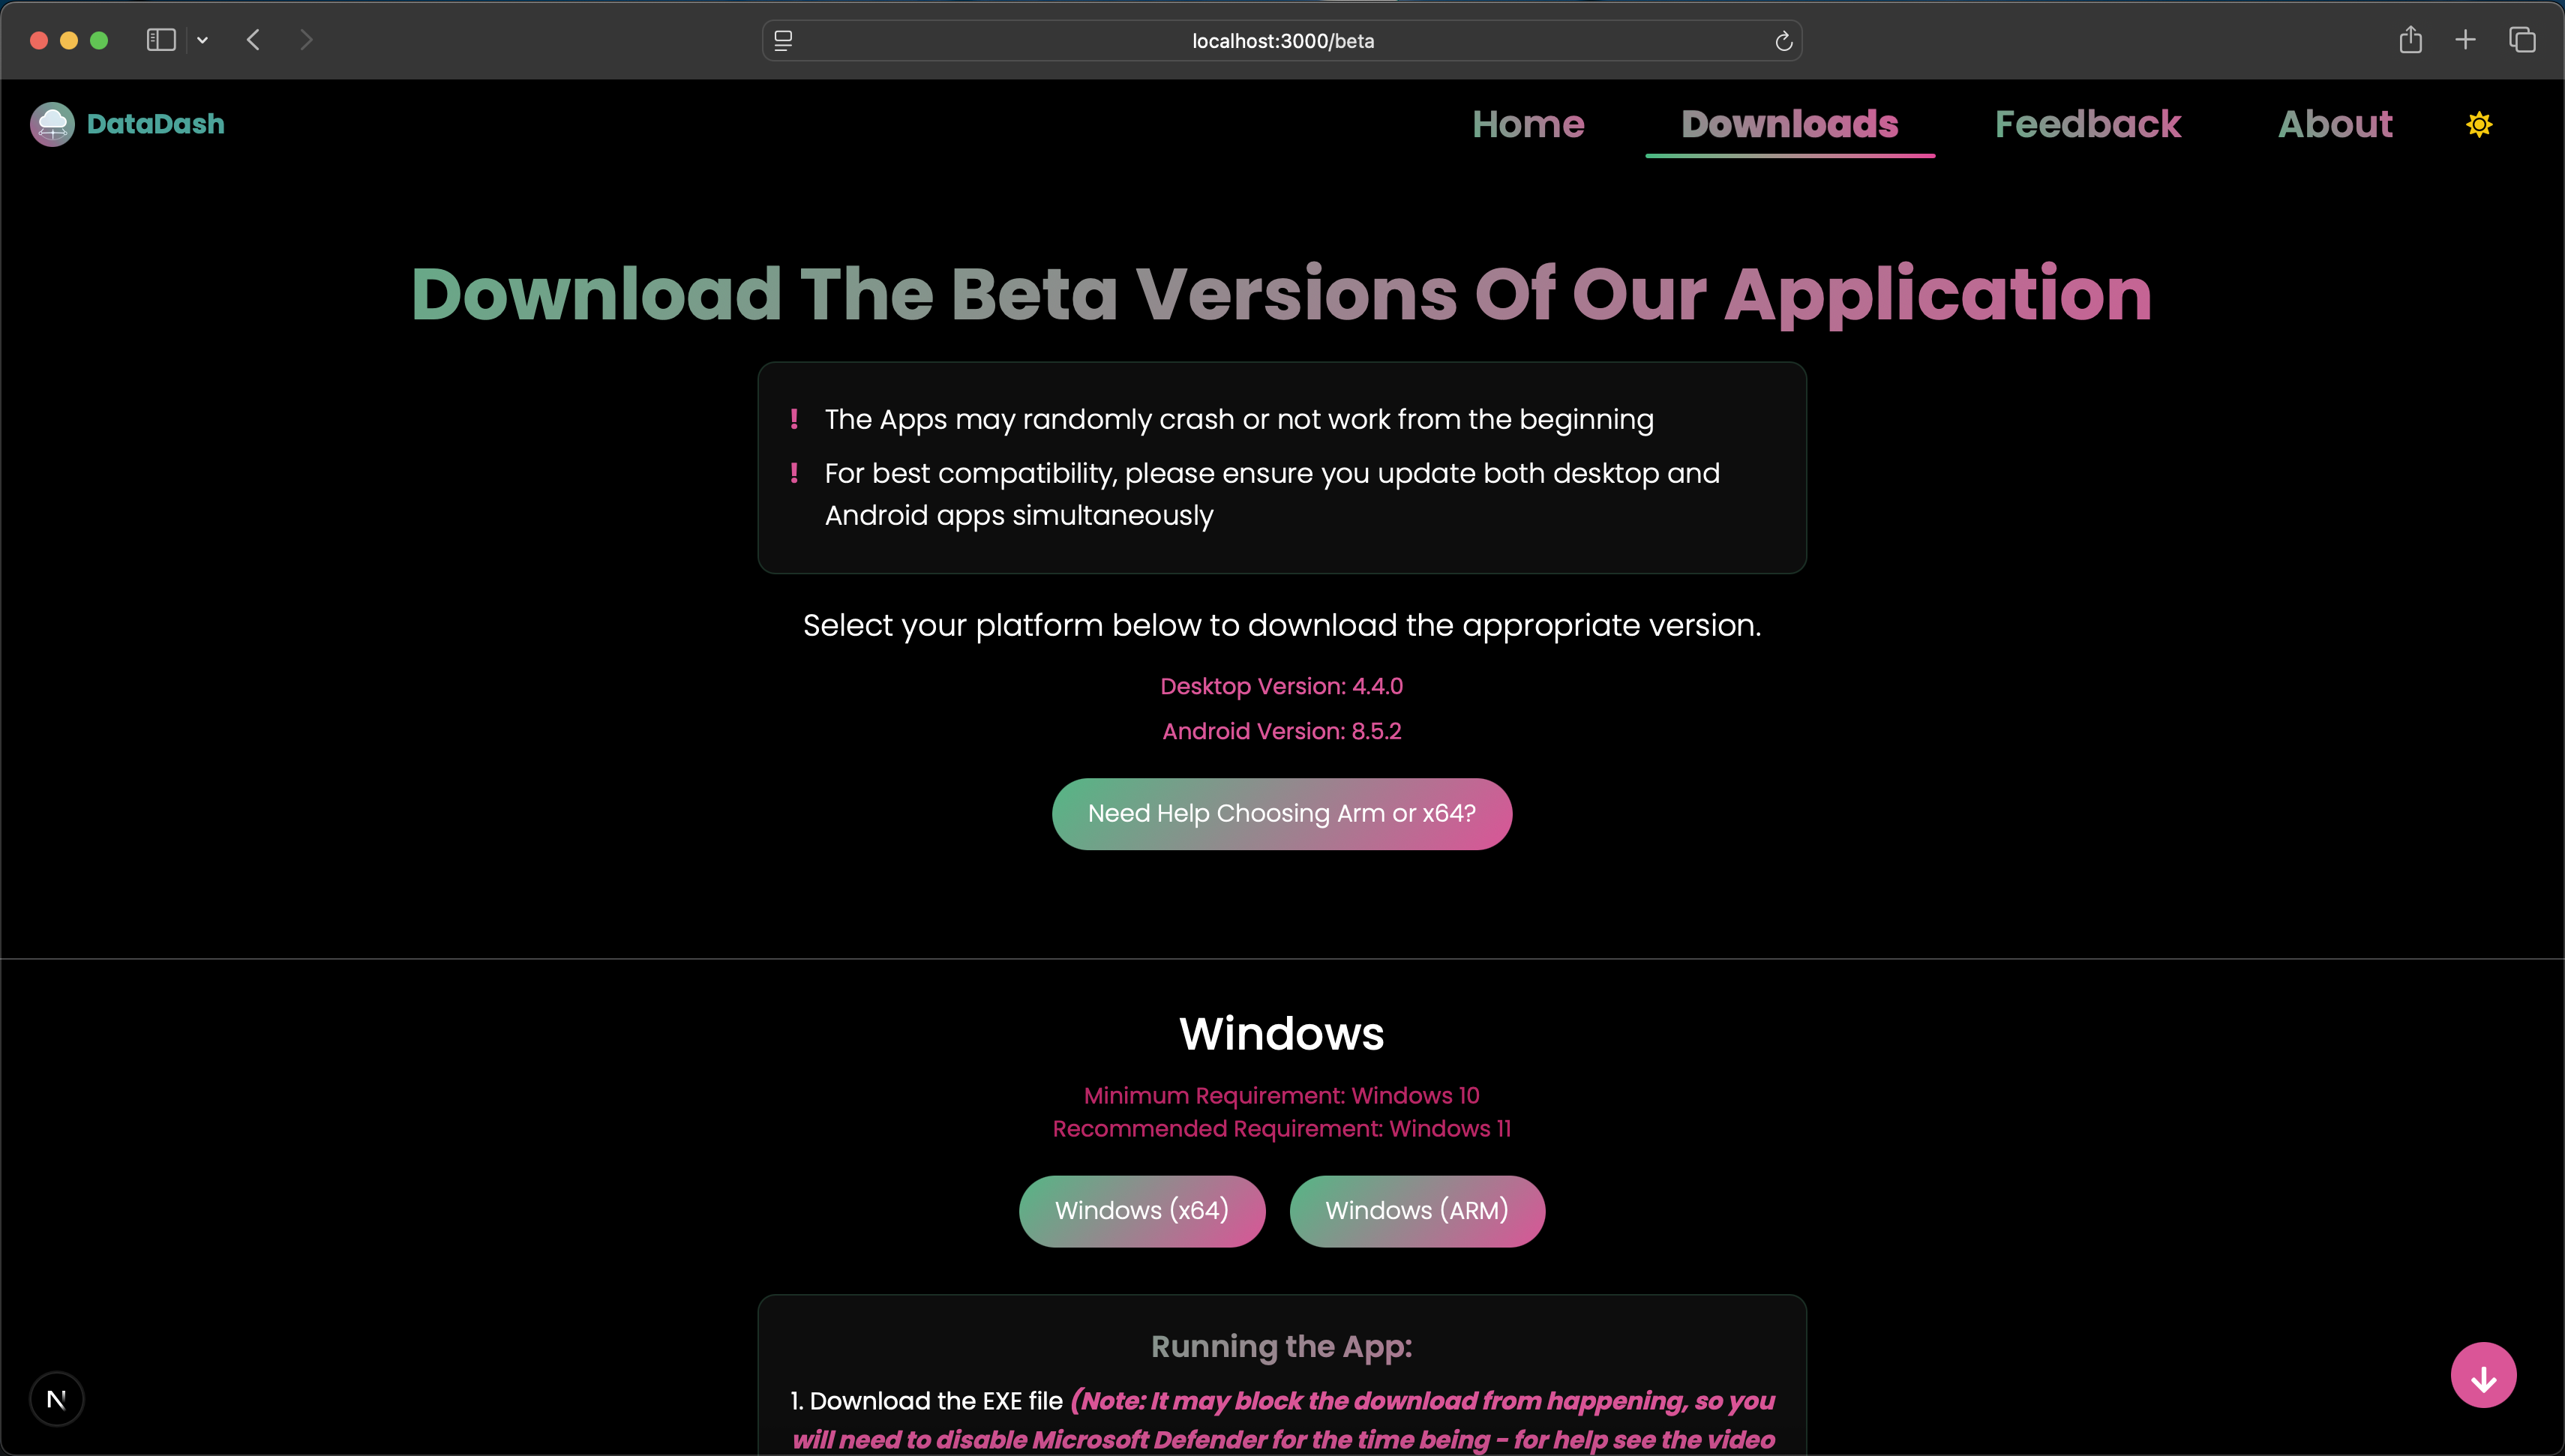 localhost:3000/beta
DataDash
Home
Downloads
Feedback
About
Download The Beta Versions Of Our Application
! The Apps may randomly crash or not work from the beginning
! For best compatibility, please ensure you update both desktop and
Android apps simultaneously
Select your platform below to download the appropriate version.
Desktop Version: 4.4.0
Android Version: 8.5.2
Need Help Choosing Arm or x64?
Windows
Minimum Requirement: Windows 10
Recommended Requirement: Windows 11
Windows (x64)
Windows (ARM)
Running the App:
1. Download the EXE file (Note: It may block the download from happening, so you
will need to disable Microsoft Defender for the time being - for help see the video
N